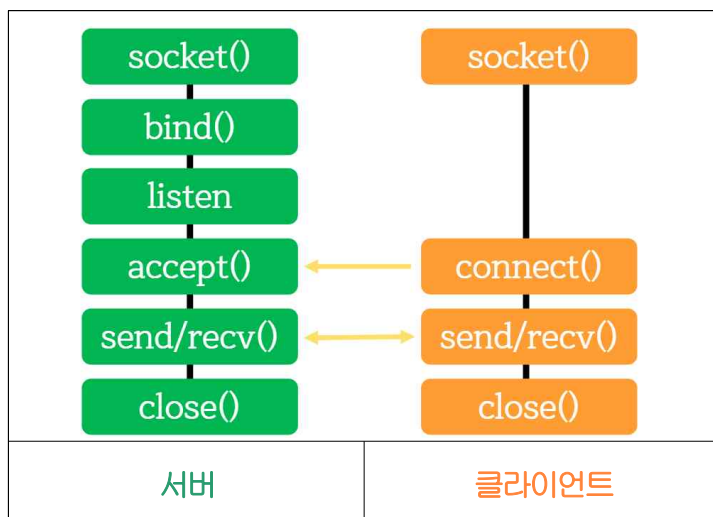 socket()
socket()
bind()
listen
accept()
connect()
send/recv()
send/recv()
close()
close()
서버
클라이언트